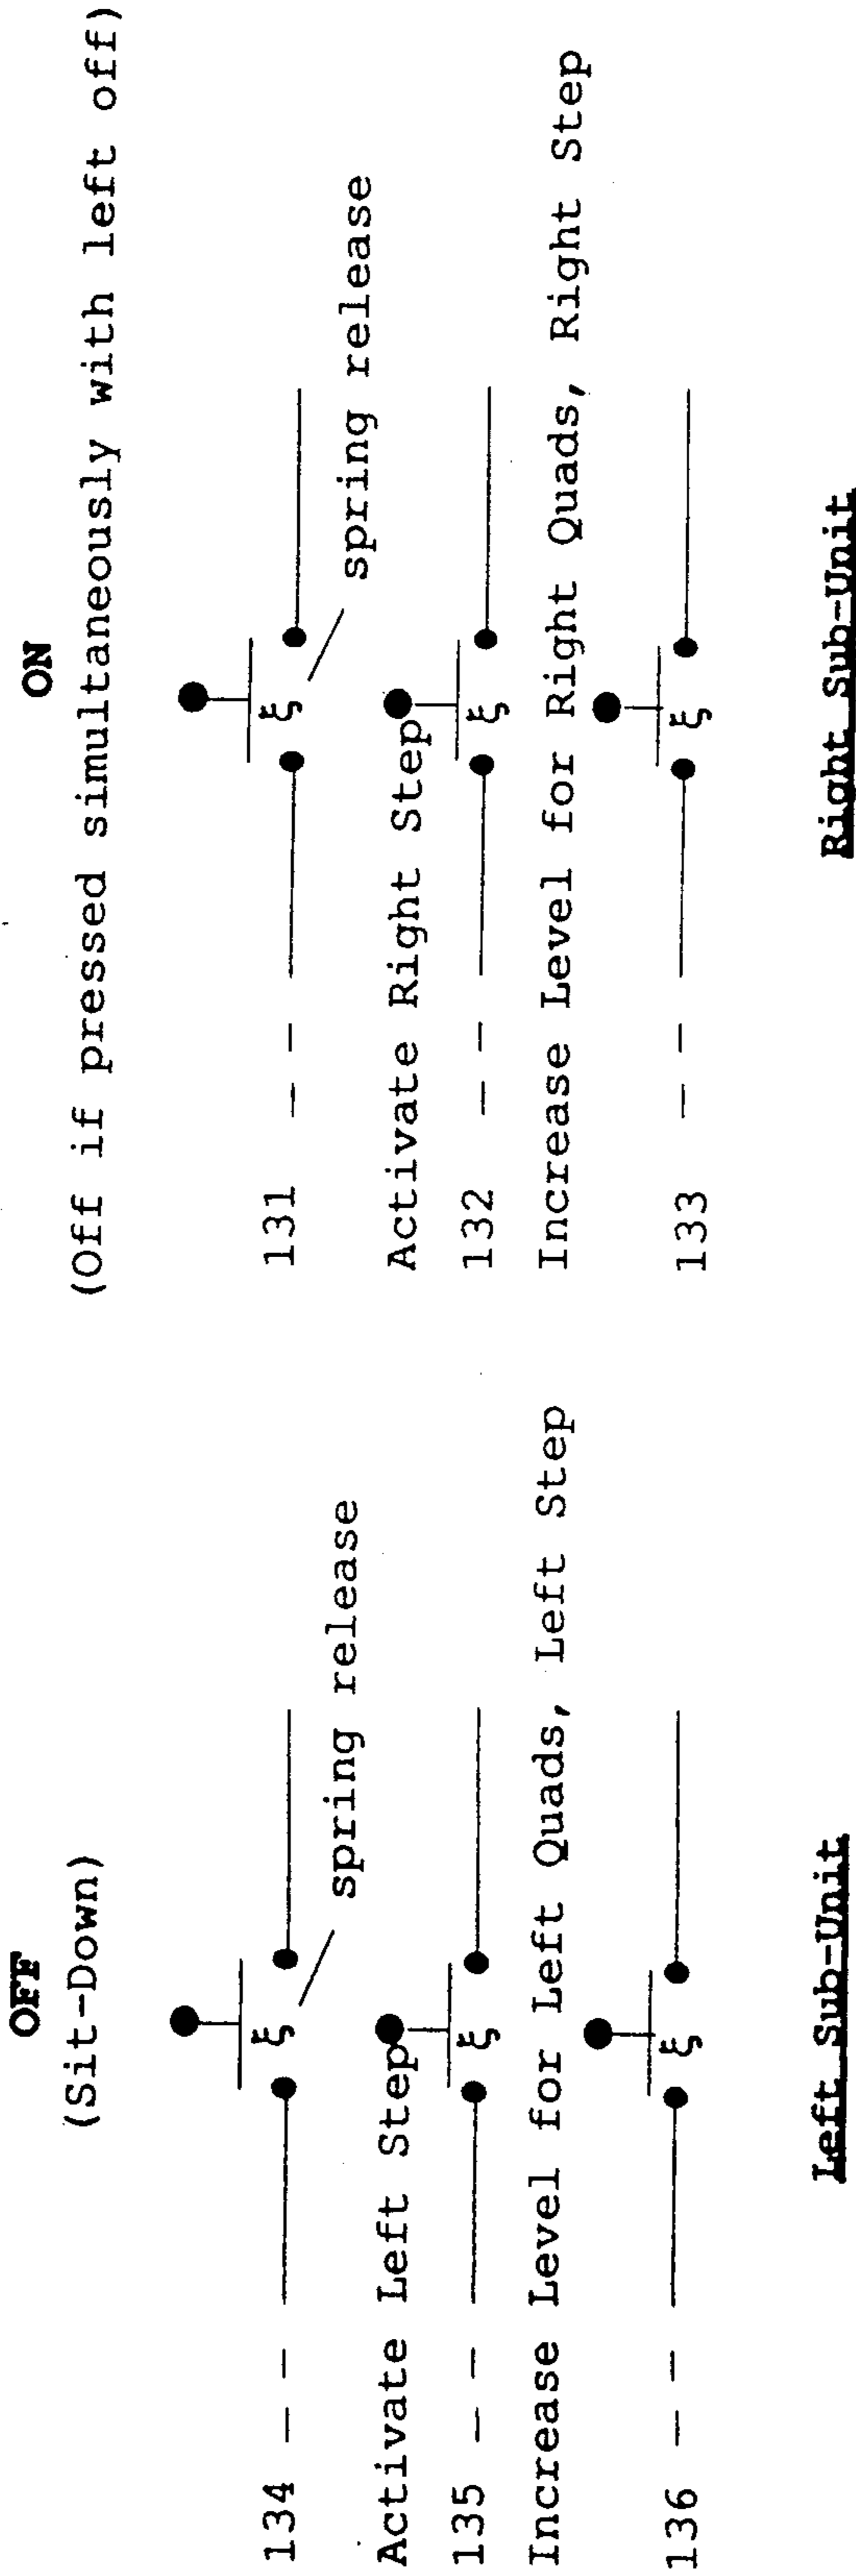 OFF
(Sit-Down)
134
spring release
Activate Left Step
135
Increase Level for Left Quads, Left Step
136
Left Sub-Unit
ON
(Off if pressed simultaneously with left off)
131
spring release
Activate Right Step
132
Increase Level for Right Quads, Right Step
133
Right Sub-Unit